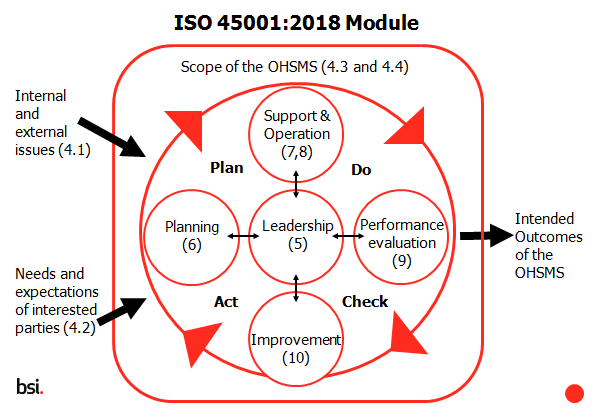 ISO 45001:2018 Module
Scope of the OHSMS (4.3 and 4.4)
Internal
and
external
issues (4.1)
Support &
Operation
(7,8)
Plan
Do
Planning
(6)
Leadership
(5)
Performance
evaluation
(9)
Intended
Outcomes
of the
OHSMS
Needs and
expectations
of interested
parties (4.2)
Act
Check
Improvement
(10)
bsi.